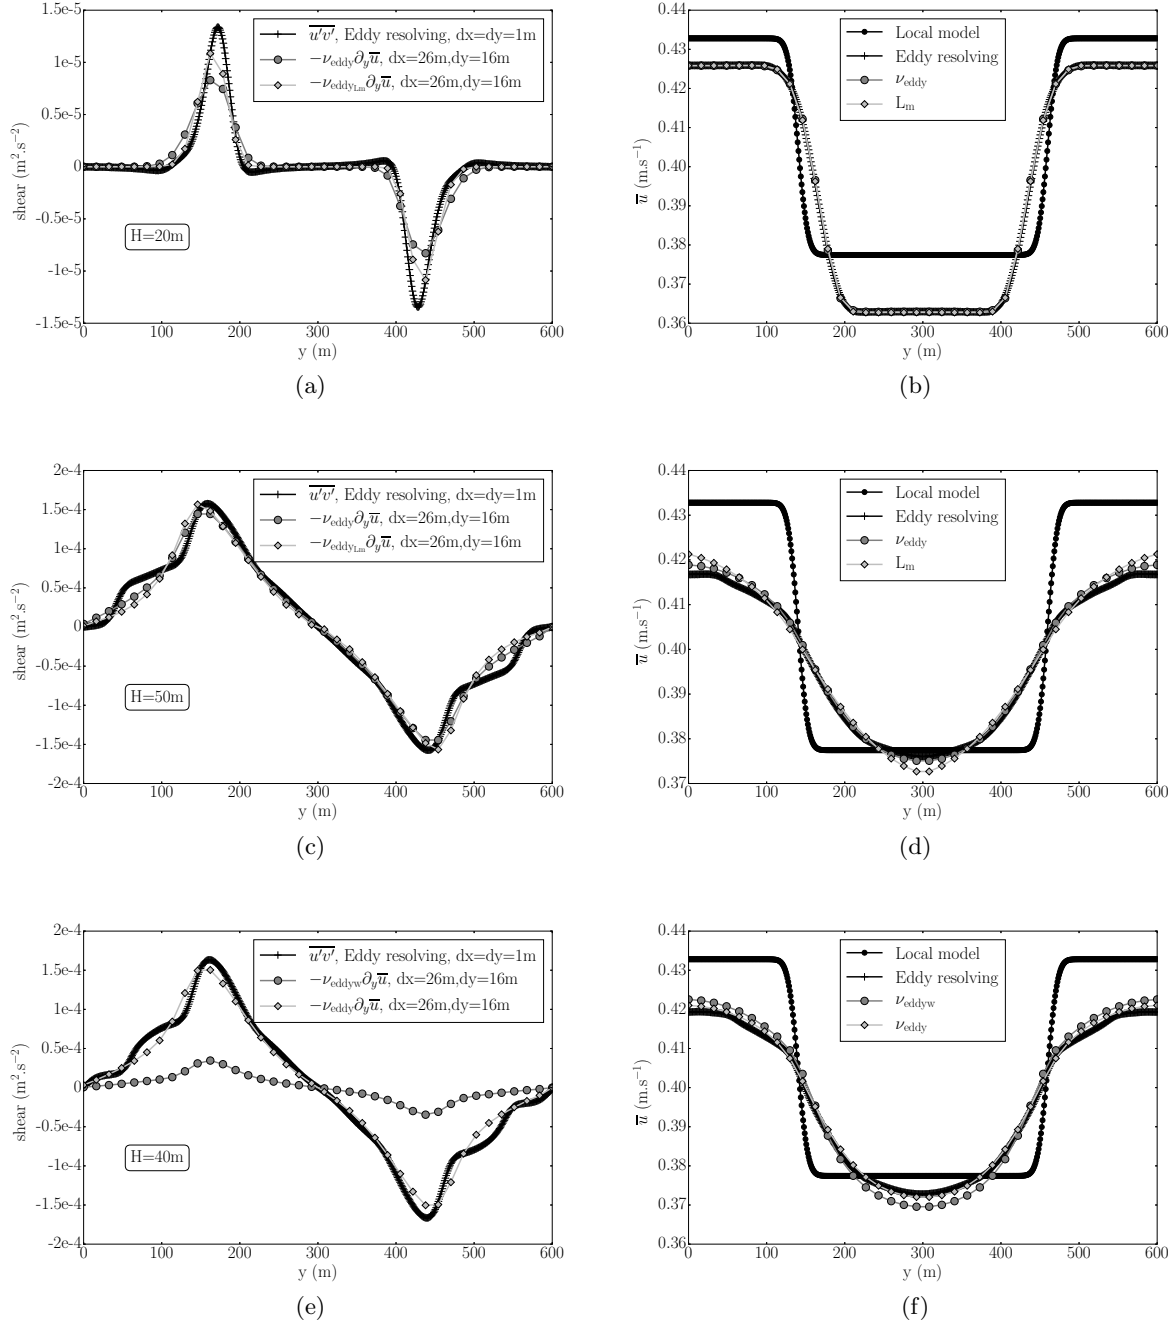 1.5e-5
1e-5
0.5e-5
0
-0.5e-5
-1e-5
-1.5e-5
shear (m².s⁻²)
u'v', Eddy resolving, dx=dy=1m
−ν_eddy ∂_y u, dx=26m,dy=16m
−ν_eddy_Lm ∂_y u, dx=26m,dy=16m
H=20m
0 100 200 300 400 500 600
y (m)
(a)
0.44
0.43
0.42
0.41
0.40
0.39
0.38
0.37
0.36
u (m.s⁻¹)
Local model
Eddy resolving
ν_eddy
L_m
0 100 200 300 400 500 600
y (m)
(b)
2e-4
1.5e-4
1e-4
0.5e-4
0
-0.5e-4
-1e-4
-1.5e-4
-2e-4
shear (m².s⁻²)
u'v', Eddy resolving, dx=dy=1m
−ν_eddy ∂_y u, dx=26m,dy=16m
−ν_eddy_Lm ∂_y u, dx=26m,dy=16m
H=50m
0 100 200 300 400 500 600
y (m)
(c)
0.44
0.43
0.42
0.41
0.40
0.39
0.38
0.37
u (m.s⁻¹)
Local model
Eddy resolving
ν_eddy
L_m
0 100 200 300 400 500 600
y (m)
(d)
2e-4
1.5e-4
1e-4
0.5e-4
0
-0.5e-4
-1e-4
-1.5e-4
-2e-4
shear (m².s⁻²)
u'v', Eddy resolving, dx=dy=1m
−ν_eddyw ∂_y u, dx=26m,dy=16m
−ν_eddy ∂_y u, dx=26m,dy=16m
H=40m
0 100 200 300 400 500 600
y (m)
(e)
0.44
0.43
0.42
0.41
0.40
0.39
0.38
0.37
0.36
u (m.s⁻¹)
Local model
Eddy resolving
ν_eddyw
ν_eddy
0 100 200 300 400 500 600
y (m)
(f)